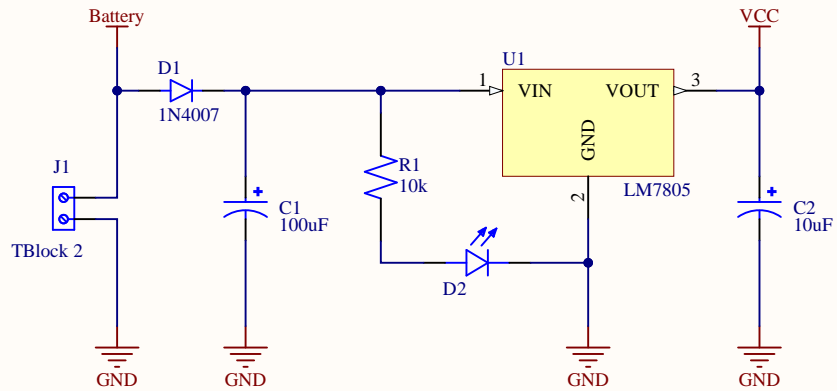 Battery
VCC
D1
1N4007
U1
1
VIN
VOUT
3
GND
2
LM7805
J1
TBlock 2
R1
10k
C1
100uF
D2
C2
10uF
GND
GND
GND
GND